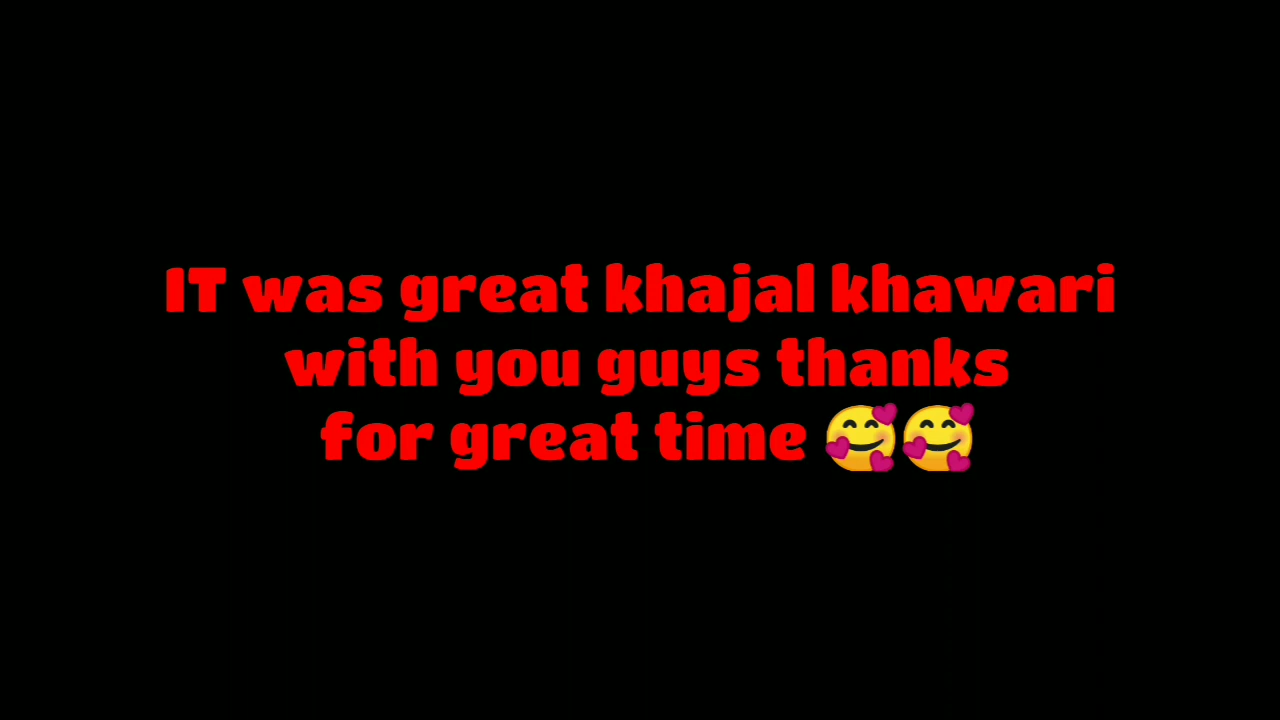 IT was great khajal khawari
with you guys thanks
for great time 🥰🥰